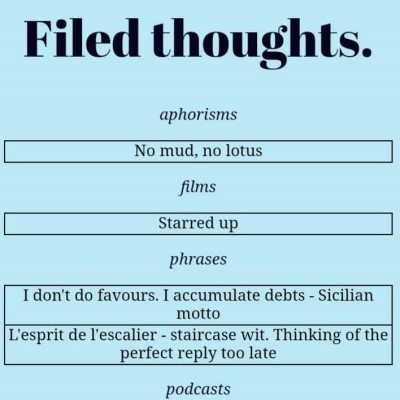 Filed thoughts.
aphorisms
No mud, no lotus
films
Starred up
phrases
I don't do favours. I accumulate debts - Sicilian
motto
L'esprit de l'escalier - staircase wit. Thinking of the
perfect reply too late
podcasts